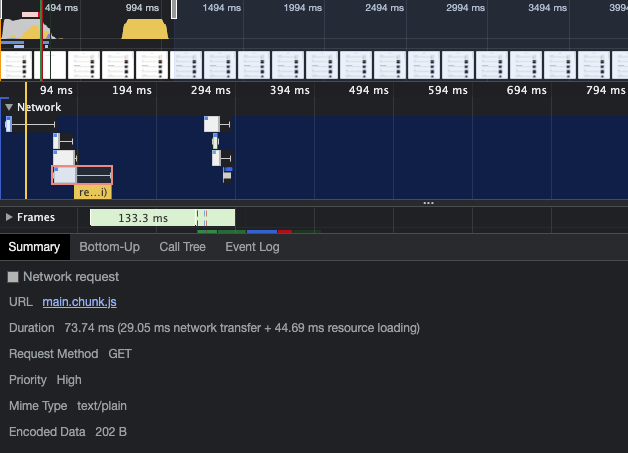 494 ms 994 ms 1494 ms 1994 ms 2494 ms 2994 ms 3494 ms 3994
94 ms 194 ms 294 ms 394 ms 494 ms 594 ms 694 ms 794 ms
Network
re...i)
Frames 133.3 ms
Summary Bottom-Up Call Tree Event Log
Network request
URL main.chunk.js
Duration 73.74 ms (29.05 ms network transfer + 44.69 ms resource loading)
Request Method GET
Priority High
Mime Type text/plain
Encoded Data 202 B